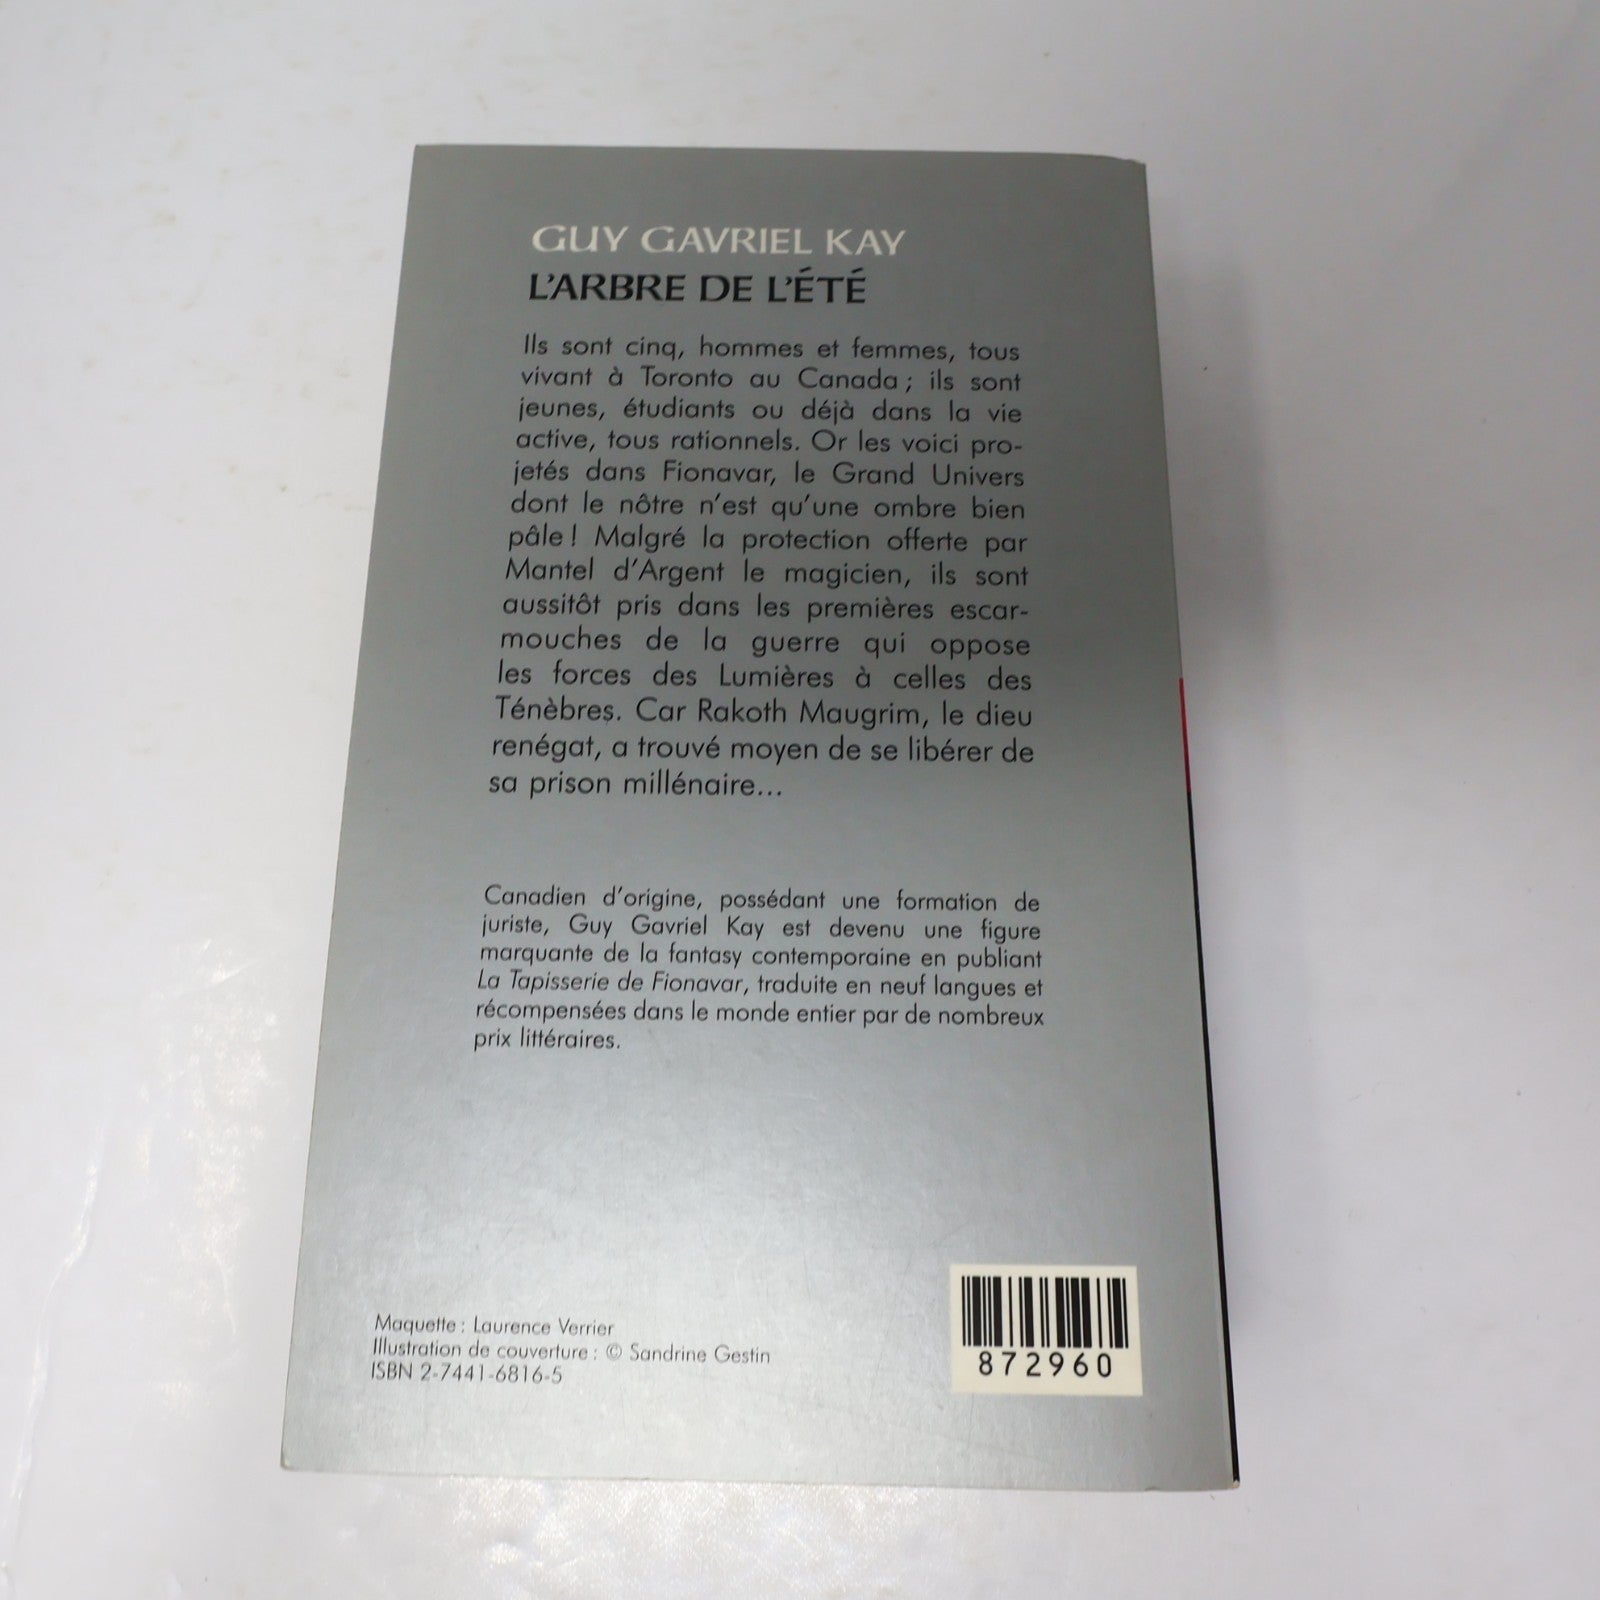 GUY GAVRIEL KAY
L'ARBRE DE L'ÉTÉ
Ils sont cinq, hommes et femmes, tous
vivant à Toronto au Canada ; ils sont
jeunes, étudiants ou déjà dans la vie
active, tous rationnels. Or les voici pro-
jetés dans Fionavar, le Grand Univers
dont le nôtre n'est qu'une ombre bien
pâle ! Malgré la protection offerte par
Mantel d'Argent le magicien, ils sont
aussitôt pris dans les premières escar-
mouches de la guerre qui oppose
les forces des Lumières à celles des
Ténèbres. Car Rakoth Maugrim, le dieu
renégat, a trouvé moyen de se libérer de
sa prison millénaire...
Canadien d'origine, possédant une formation de
juriste, Guy Gavriel Kay est devenu une figure
marquante de la fantasy contemporaine en publiant
La Tapisserie de Fionavar, traduite en neuf langues et
récompensées dans le monde entier par de nombreux
prix littéraires.
Maquette : Laurence Verrier
Illustration de couverture : © Sandrine Gestin
ISBN 2-7441-6816-5
872960